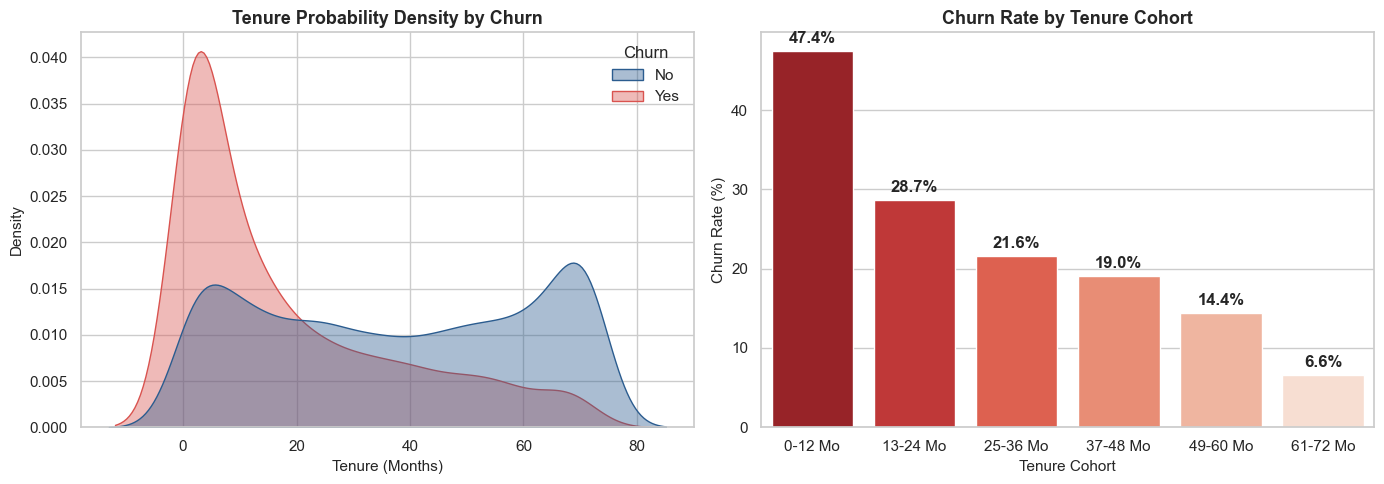 Tenure Probability Density by Churn
Churn
No
Yes
0.040
0.035
0.030
0.025
0.020
0.015
0.010
0.005
0.000
Density
0
20
40
60
80
Tenure (Months)
Churn Rate by Tenure Cohort
47.4%
28.7%
21.6%
19.0%
14.4%
6.6%
40
30
20
10
0
Churn Rate (%)
0-12 Mo
13-24 Mo
25-36 Mo
37-48 Mo
49-60 Mo
61-72 Mo
Tenure Cohort